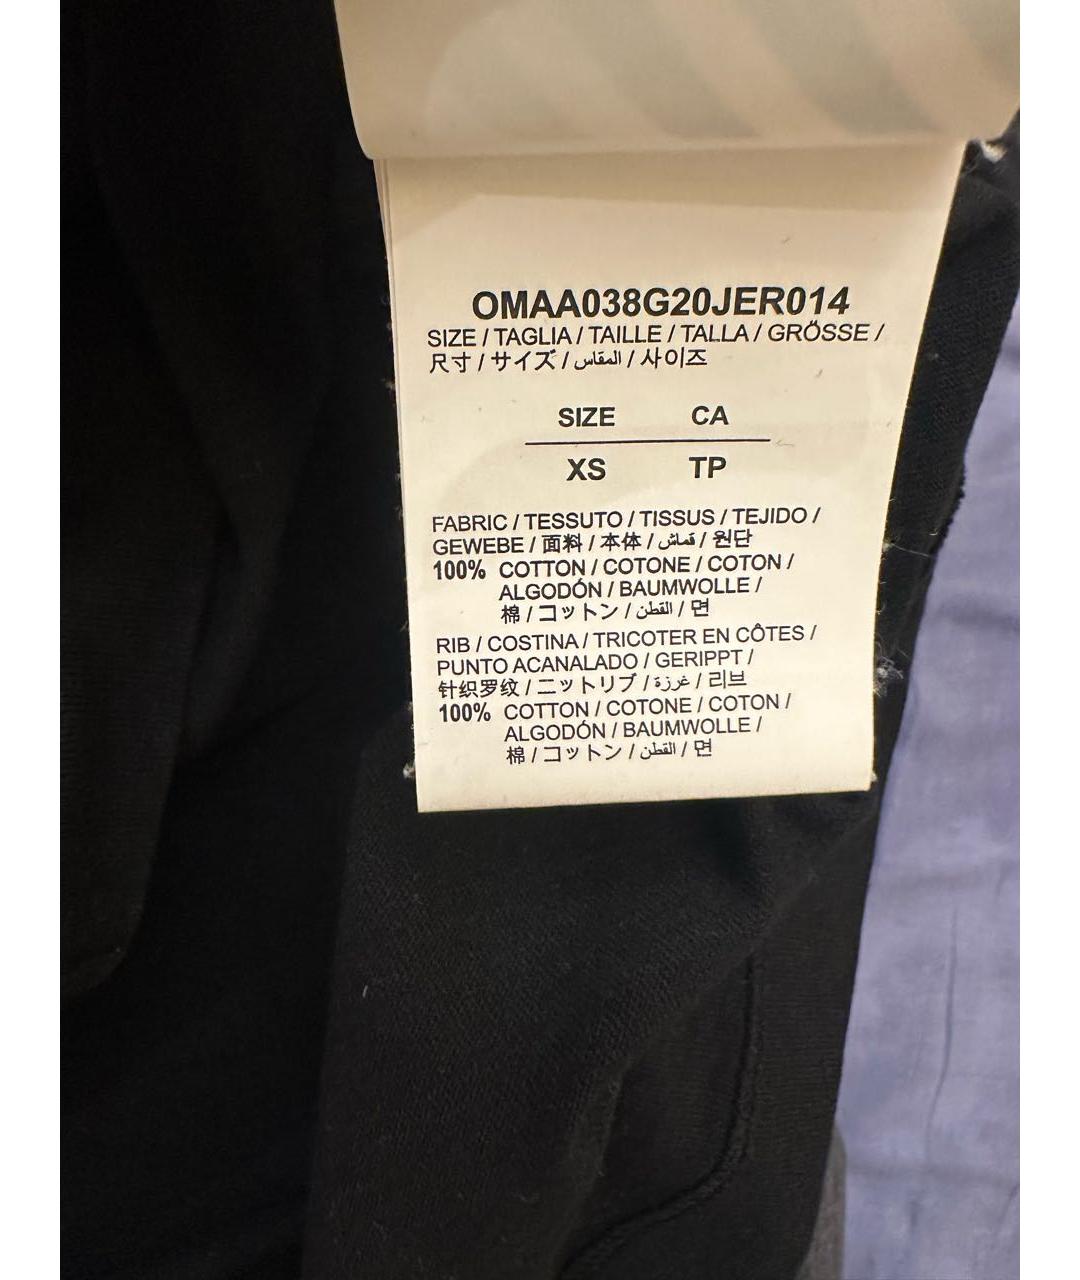 OMAA038G20JER014
SIZE / TAGLIA / TAILLE / TALLA / GRÖSSE /
尺寸 / サイズ / المقاس / 사이즈
SIZE CA
XS TP
FABRIC / TESSUTO / TISSUS / TEJIDO /
GEWEBE / 面料 / 本体 / قماش / 원단
100% COTTON / COTONE / COTON /
ALGODÓN / BAUMWOLLE /
棉 / コットン / القطن / 면
RIB / COSTINA / TRICOTER EN CÔTES /
PUNTO ACANALADO / GERIPPT /
针织罗纹 / ニットリブ / غرزة / 리브
100% COTTON / COTONE / COTON /
ALGODÓN / BAUMWOLLE /
棉 / コットン / القطن / 면